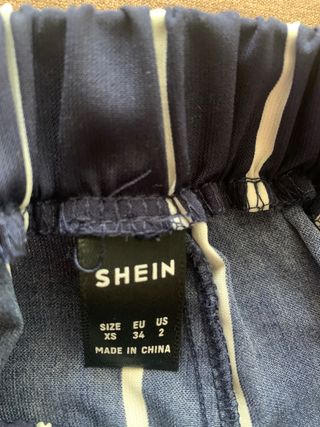 SHEIN
SIZE EU US
XS 34 2
MADE IN CHINA